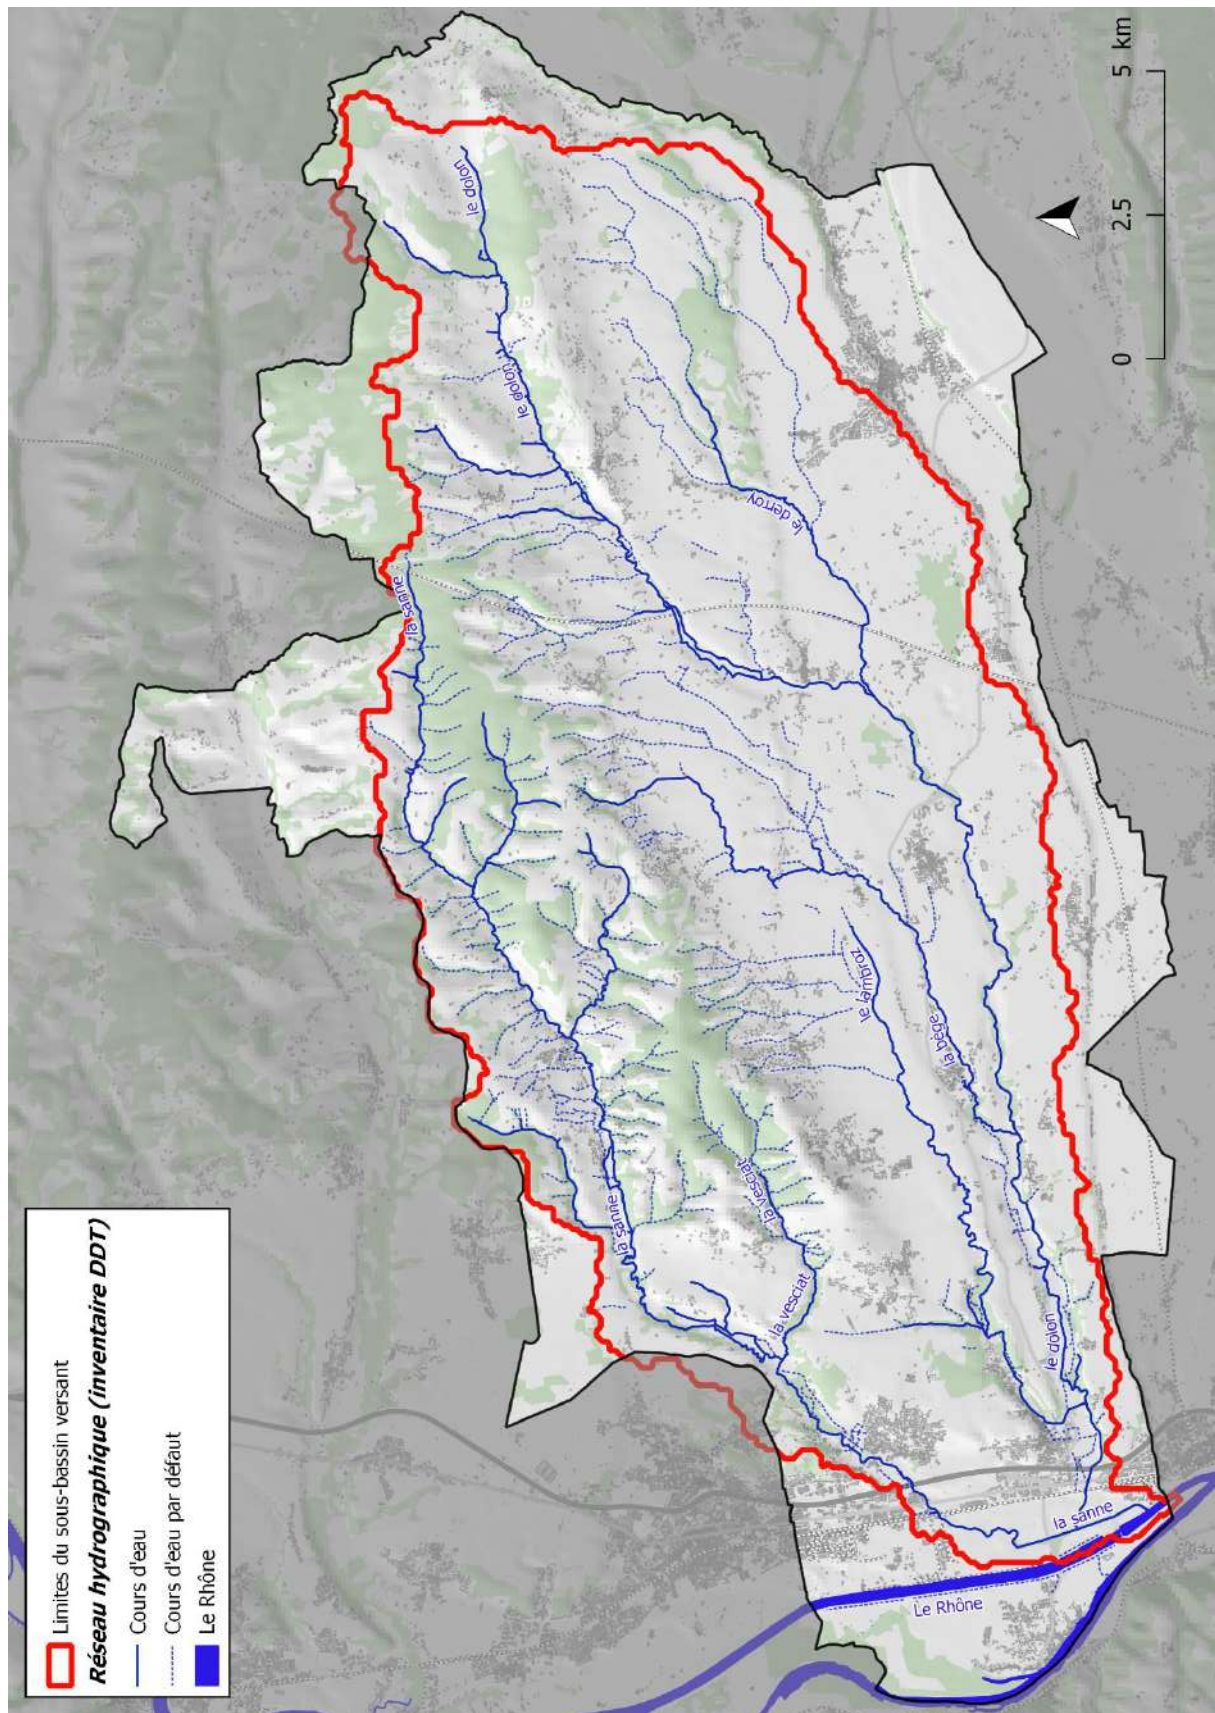 Limites du sous-bassin versant
Réseau hydrographique (inventaire DDT)
Cours d'eau
Cours d'eau par défaut
Le Rhône
le dolon
le dolon
la sanne
le derroy
le lambroz
la bège
la vesciat
la sanne
la vesciat
le dolon
la sanne
Le Rhône
0 2.5 5 km